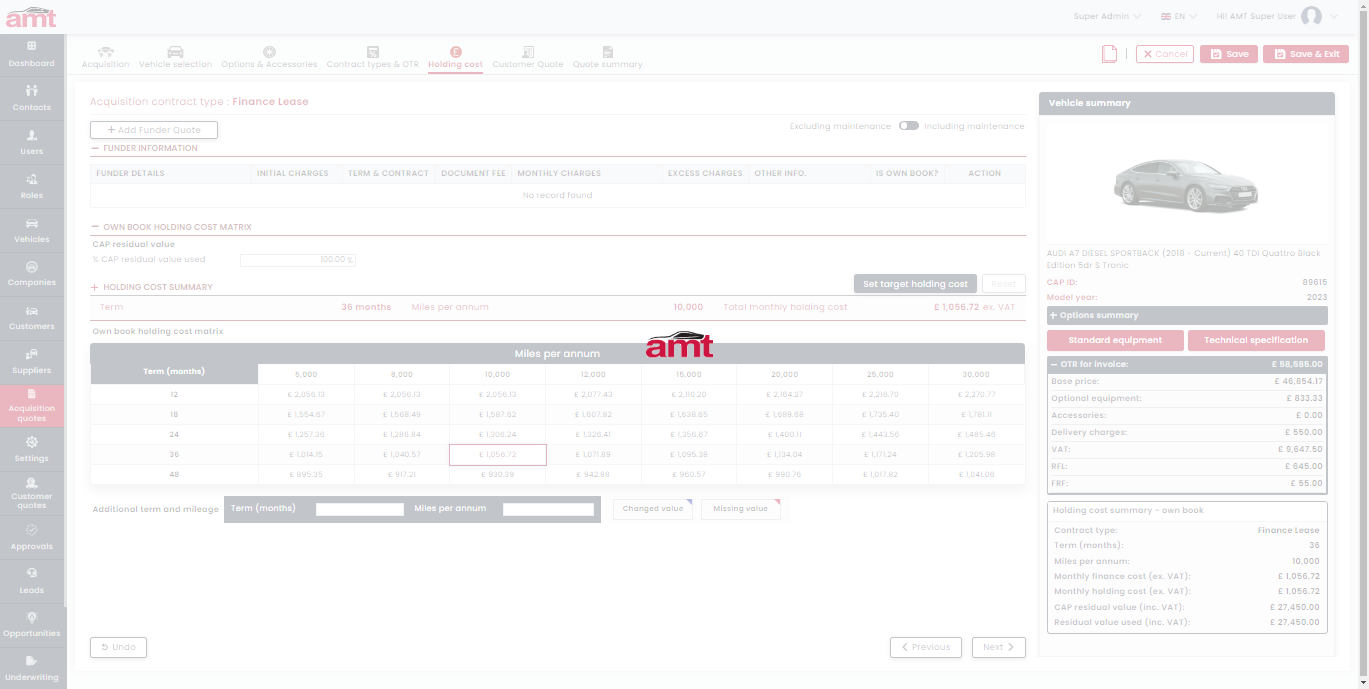 amt
Super Admin
EN
Hi! AMT Super User
Dashboard
Contacts
Users
Roles
Vehicles
Companies
Customers
Suppliers
Acquisition
quotes
Settings
Customer
quotes
Approvals
Leads
Opportunities
Underwriting
Acquisition
Vehicle selection
Options & Accessories
Contract types & OTR
Holding cost
Customer Quote
Quote summary
Cancel
Save
Save & Exit
Acquisition contract type : Finance Lease
+ Add Funder Quote
Excluding maintenance
Including maintenance
FUNDER INFORMATION
FUNDER DETAILS INITIAL CHARGES TERM & CONTRACT DOCUMENT FEE MONTHLY CHARGES EXCESS CHARGES OTHER INFO. IS OWN BOOK? ACTION
No record found
OWN BOOK HOLDING COST MATRIX
CAP residual value
% CAP residual value used 100.00 %
HOLDING COST SUMMARY
Set target holding cost
Reset
Term 36 months Miles per annum 10,000 Total monthly holding cost £ 1,056.72 ex. VAT
Own book holding cost matrix
amt
Miles per annum
Term (months) 5,000 8,000 10,000 12,000 15,000 20,000 25,000 30,000
12 £ 2,056.13 £ 2,056.13 £ 2,056.13 £ 2,077.43 £ 2,110.20 £ 2,164.27 £ 2,218.70 £ 2,270.77
18 £ 1,554.67 £ 1,568.49 £ 1,587.62 £ 1,607.82 £ 1,638.65 £ 1,689.68 £ 1,735.40 £ 1,781.11
24 £ 1,257.36 £ 1,286.84 £ 1,306.24 £ 1,326.41 £ 1,356.67 £ 1,400.11 £ 1,443.56 £ 1,485.46
36 £ 1,014.15 £ 1,040.57 £ 1,056.72 £ 1,071.89 £ 1,095.38 £ 1,134.04 £ 1,171.24 £ 1,205.98
48 £ 895.35 £ 917.21 £ 930.39 £ 942.88 £ 960.57 £ 990.76 £ 1,017.82 £ 1,041.06
Additional term and mileage
Term (months)
Miles per annum
Changed value
Missing value
Undo
Previous
Next
Vehicle summary
AUDI A7 DIESEL SPORTBACK (2018 - Current) 40 TDI Quattro Black
Edition 5dr S Tronic
CAP ID: 89615
Model year: 2023
+ Options summary
Standard equipment
Technical specification
OTR for invoice: £ 58,585.00
Base price: £ 46,854.17
Optional equipment: £ 833.33
Accessories: £ 0.00
Delivery charges: £ 550.00
VAT: £ 9,647.50
RFL: £ 645.00
FRF: £ 55.00
Holding cost summary - own book
Contract type: Finance Lease
Term (months): 36
Miles per annum: 10,000
Monthly finance cost (ex. VAT): £ 1,056.72
Monthly holding cost (ex. VAT): £ 1,056.72
CAP residual value (inc. VAT): £ 27,450.00
Residual value used (inc. VAT): £ 27,450.00